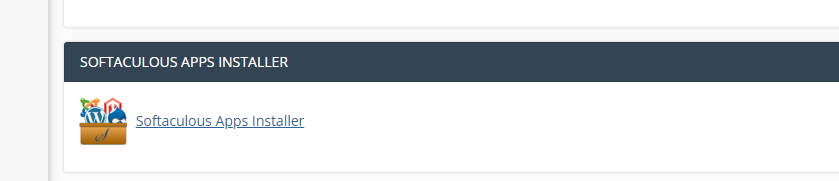 SOFTACULOUS APPS INSTALLER
Softaculous Apps Installer